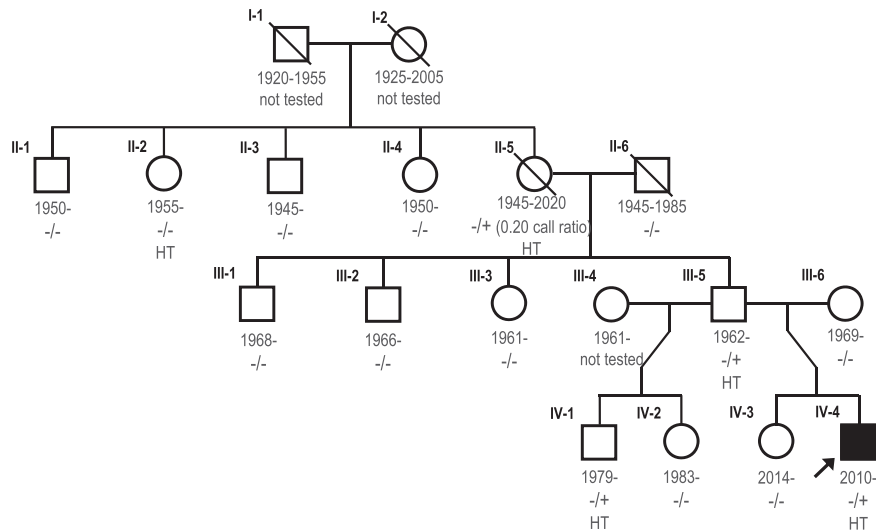 I-1 I-2
1920-1955 1925-2005
not tested not tested
II-1 II-2 II-3 II-4 II-5 II-6
1950- 1955- 1945- 1950- 1945-2020 1945-1985
-/- -/- -/- -/- -/+ (0.20 call ratio) -/-
HT HT
III-1 III-2 III-3 III-4 III-5 III-6
1968- 1966- 1961- 1961- 1962- 1969-
-/- -/- -/- not tested -/+ -/-
HT
IV-1 IV-2 IV-3 IV-4
1979- 1983- 2014- 2010-
-/+ -/- -/- -/+
HT HT